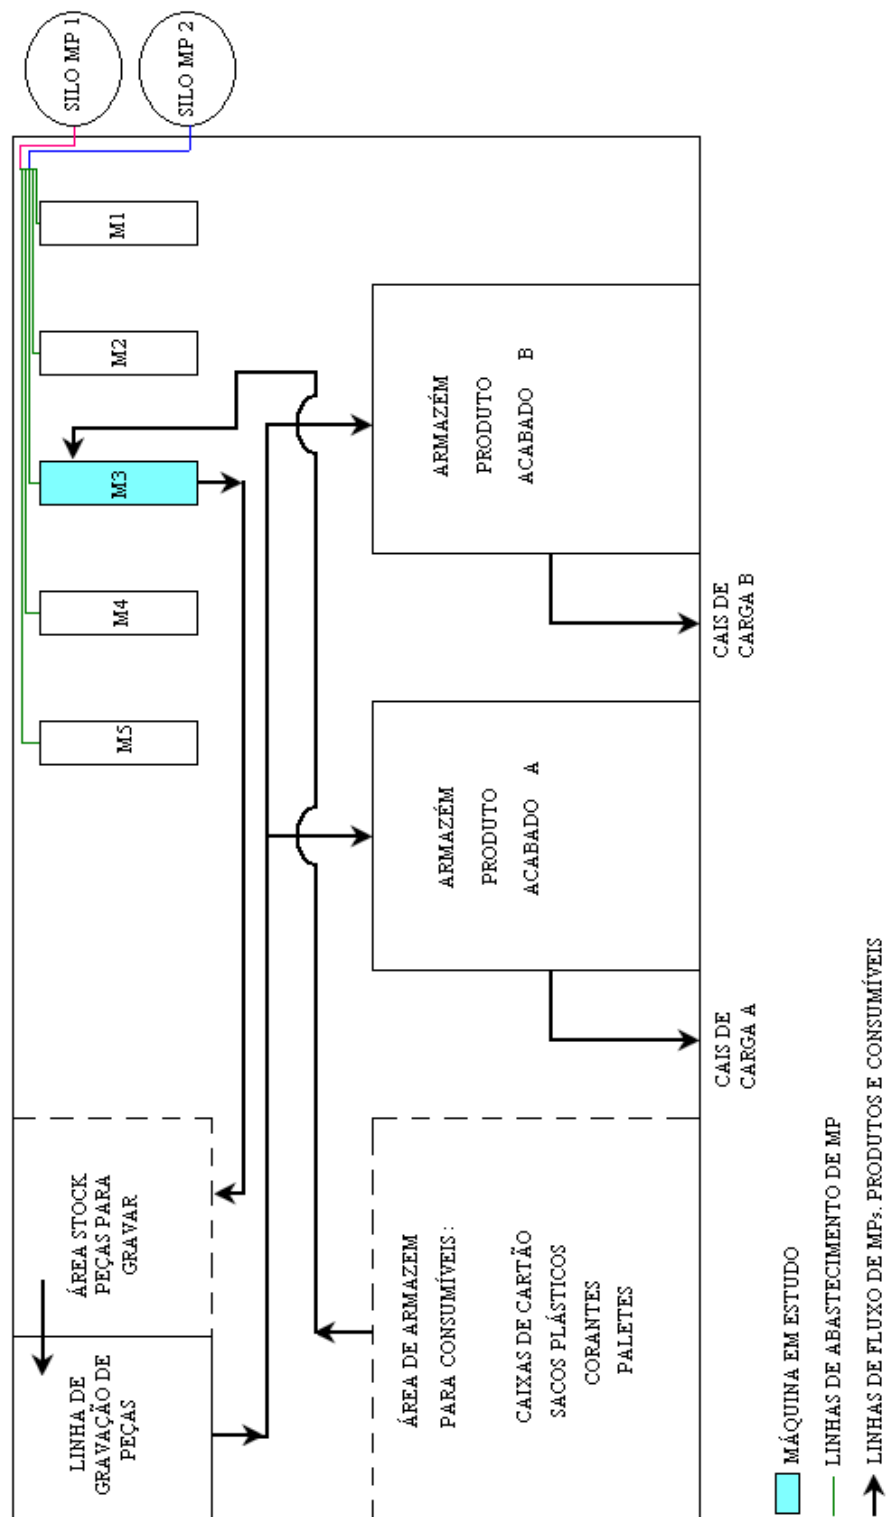 SILO MP 1
SILO MP 2
M1
M2
M3
M4
M5
ARMAZÉM
PRODUTO
ACABADO B
CAIS DE
CARGA B
ARMAZÉM
PRODUTO
ACABADO A
CAIS DE
CARGA A
ÁREA STOCK
PEÇAS PARA
GRAVAR
LINHA DE
GRAVAÇÃO DE
PEÇAS
ÁREA DE ARMAZEM
PARA CONSUMÍVEIS :
CAIXAS DE CARTÃO
SACOS PLÁSTICOS
CORANTES
PALETES
MÁQUINA EM ESTUDO
LINHAS DE ABASTECIMENTO DE MP
LINHAS DE FLUXO DE MPs, PRODUTOS E CONSUMÍVEIS